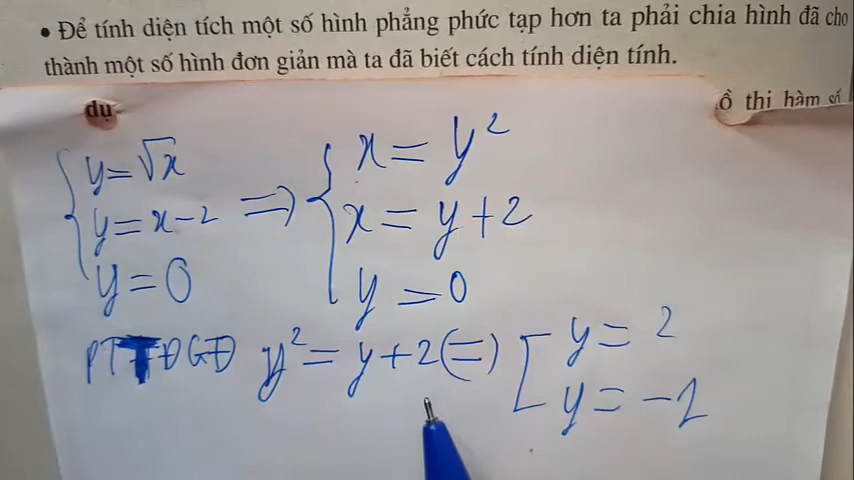 • Để tính diện tích một số hình phẳng phức tạp hơn ta phải chia hình đã cho
thành một số hình đơn giản mà ta đã biết cách tính diện tính.
dụ
ồ thị hàm số
{ y = √x
y = x - 2
y = 0
=> { x = y²
x = y + 2
y = 0
PTTĐGĐ y² = y + 2 (=) [ y = 2
y = -1